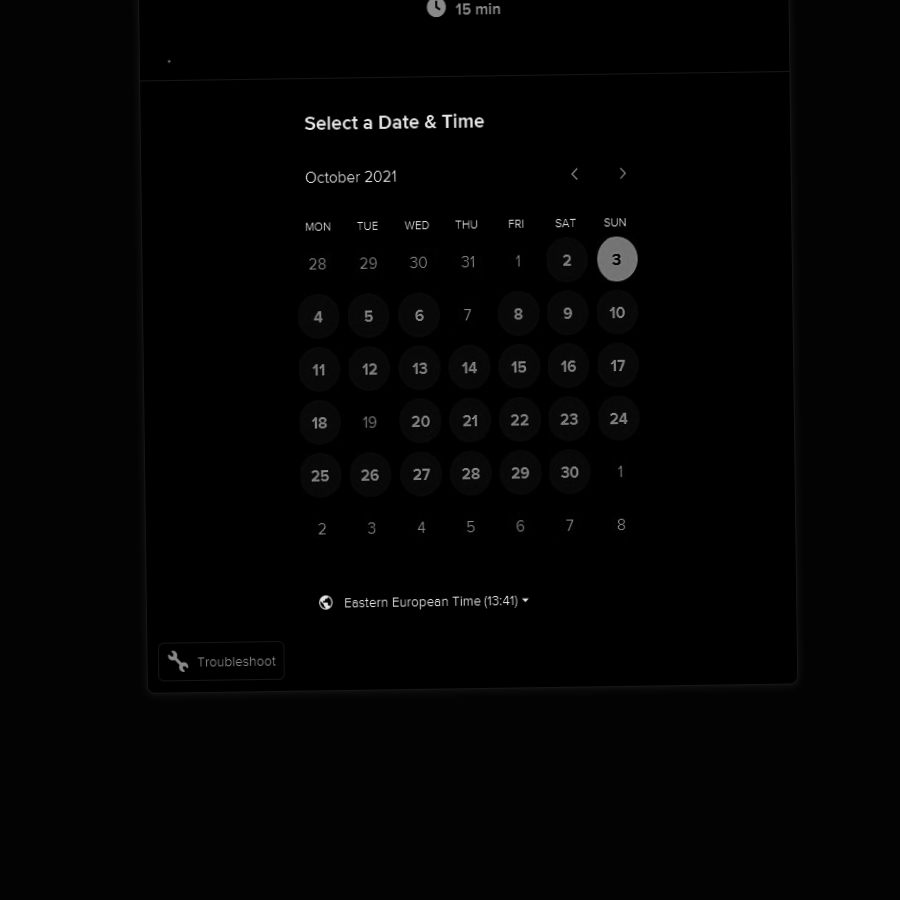 15 min
.
Select a Date & Time
October 2021
MON TUE WED THU FRI SAT SUN
28 29 30 31 1 2 3
4 5 6 7 8 9 10
11 12 13 14 15 16 17
18 19 20 21 22 23 24
25 26 27 28 29 30 1
2 3 4 5 6 7 8
Eastern European Time (13:41)
Troubleshoot